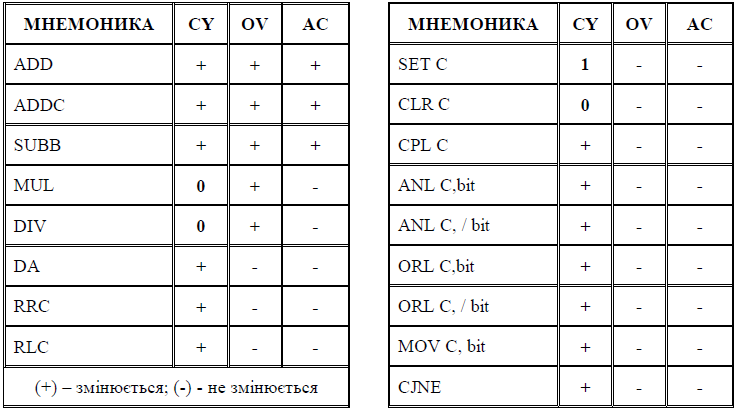 МНЕМОНИКА CY OV AC
ADD + + +
ADDC + + +
SUBB + + +
MUL 0 + -
DIV 0 + -
DA + - -
RRC + - -
RLC + - -
(+) – змінюється; (-) - не змінюється
МНЕМОНИКА CY OV AC
SET C 1 - -
CLR C 0 - -
CPL C + - -
ANL C,bit + - -
ANL C, / bit + - -
ORL C,bit + - -
ORL C, / bit + - -
MOV C, bit + - -
CJNE + - -